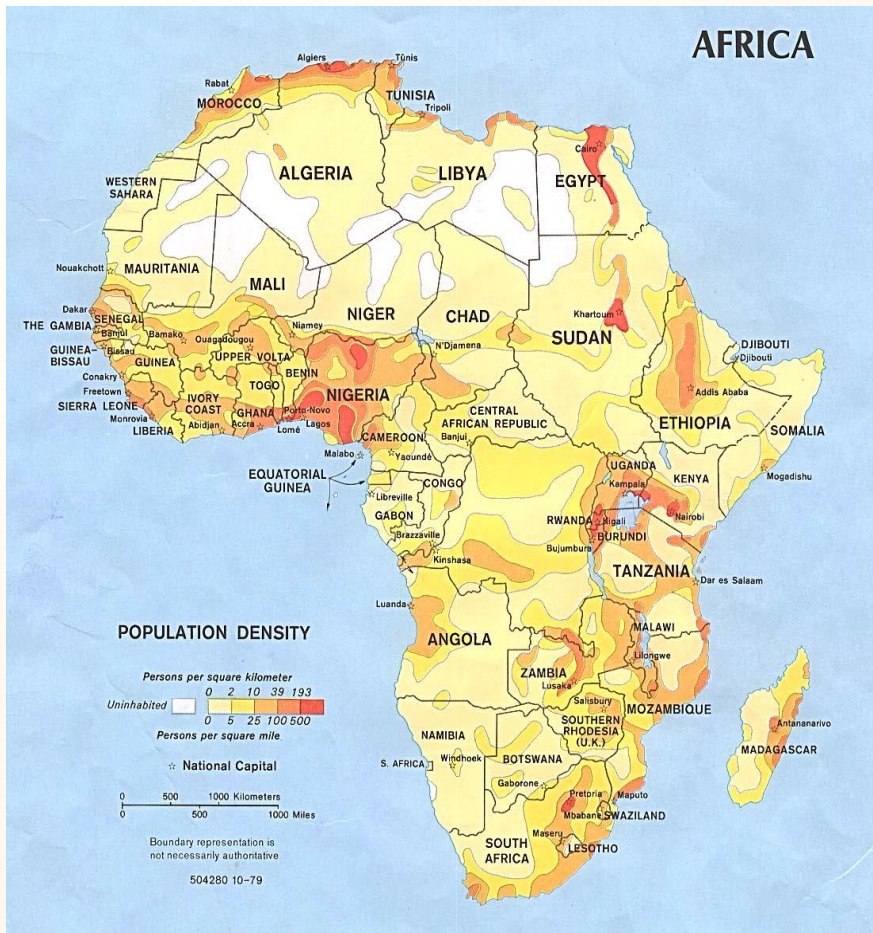 AFRICA
Algiers
Tûnis
Rabat
MOROCCO
TUNISIA
Tripoli
Cairo
ALGERIA
LIBYA
EGYPT
WESTERN
SAHARA
Nouakchott
MAURITANIA
MALI
NIGER
CHAD
SUDAN
Khartoum
Dakar
SENEGAL
THE GAMBIA
Banjul
Bamako
Niamey
Ouagadougou
N'Djamena
DJIBOUTI
Djibouti
GUINEA-
BISSAU
Bissau
GUINEA
UPPER VOLTA
BENIN
NIGERIA
Conakry
TOGO
Addis Ababa
Freetown
IVORY
COAST
SIERRA LEONE
GHANA
Porto-Novo
CENTRAL
AFRICAN REPUBLIC
ETHIOPIA
SOMALIA
Monrovia
LIBERIA
Abidjan
Accra
Lomé
Lagos
CAMEROON
Banjui
Malabo
Yaoundé
EQUATORIAL
GUINEA
CONGO
UGANDA
KENYA
Mogadishu
Kampala
Libreville
GABON
RWANDA
Kigali
Nairobi
Brazzaville
BURUNDI
Bujumbura
Kinshasa
TANZANIA
Dar es Salaam
Luanda
ANGOLA
MALAWI
Lilongwe
ZAMBIA
Lusaka
Salisbury
MOZAMBIQUE
SOUTHERN
RHODESIA
(U.K.)
Antananarivo
MADAGASCAR
NAMIBIA
BOTSWANA
S. AFRICA
Windhoek
Gaborone
Pretoria
Maputo
Mbabane
SWAZILAND
Maseru
SOUTH
AFRICA
LESOTHO
POPULATION DENSITY
Persons per square kilometer
0 2 10 39 193
Uninhabited
0 5 25 100 500
Persons per square mile
National Capital
0 500 1000 Kilometers
0 500 1000 Miles
Boundary representation is
not necessarily authoritative
504280 10-79